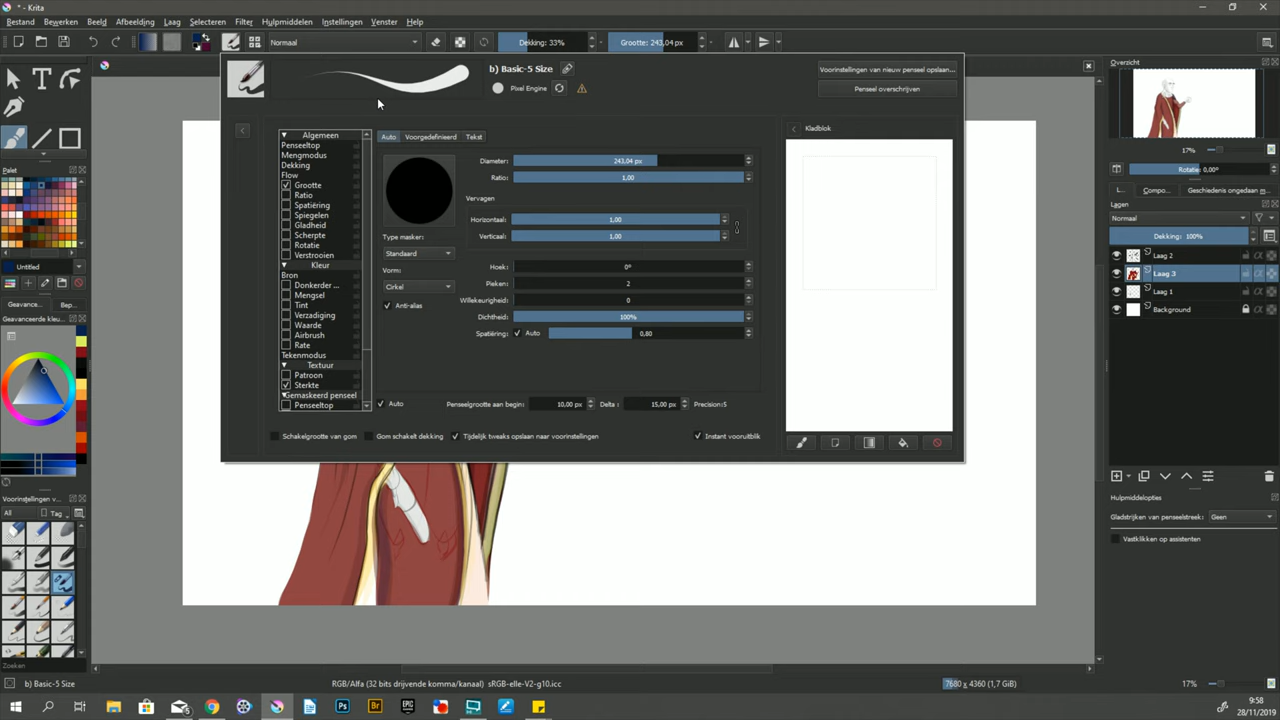 * - Krita
Bestand Bewerken Beeld Afbeelding Laag Selecteren Filter Hulpmiddelen Instellingen Venster Help
Normaal Dekking: 33% Grootte: 243,04 px
b) Basic-5 Size
Pixel Engine
Voorinstellingen van nieuw penseel opslaan...
Penseel overschrijven
Auto Voorgedefinieerd Tekst
Algemeen
Penseeltop
Mengmodus
Dekking
Flow
Grootte
Ratio
Spatiëring
Spiegelen
Gladheid
Scherpte
Rotatie
Verstrooien
Kleur
Bron
Donkerder ...
Mengsel
Tint
Verzadiging
Waarde
Airbrush
Rate
Tekenmodus
Textuur
Patroon
Sterkte
Gemaskeerd penseel
Penseeltop
Type masker:
Standaard
Vorm:
Cirkel
Anti-alias
Diameter: 243,04 px
Ratio: 1,00
Vervagen
Horizontaal: 1,00
Verticaal: 1,00
Hoek: 0º
Pieken: 2
Willekeurigheid: 0
Dichtheid: 100%
Spatiëring: Auto 0,80
Auto Penseelgrootte aan begin: 10,00 px Delta : 15,00 px Precision:5
Schakelgrootte van gom Gom schakelt dekking Tijdelijk tweaks opslaan naar voorinstellingen Instant vooruitblik
Kladblok
Palet
Untitled
Geavance... Bep...
Geavanceerde kleu...
Voorinstellingen v...
All Tag
Zoeken
Overzicht
17%
Rotatie: 0,00°
L... Compo... Geschiedenis ongedaan m...
Lagen
Normaal
Dekking: 100%
Laag 2
Laag 3
Laag 1
Background
Hulpmiddelopties
Gladstrijken van penseelstreek: Geen
Vastklikken op assistenten
b) Basic-5 Size RGB/Alfa (32 bits drijvende komma/kanaal) sRGB-elle-V2-g10.icc 7680 x 4360 (1,7 GiB) 17%
5
Ps
Br
EPIC
9:58
28/11/2019